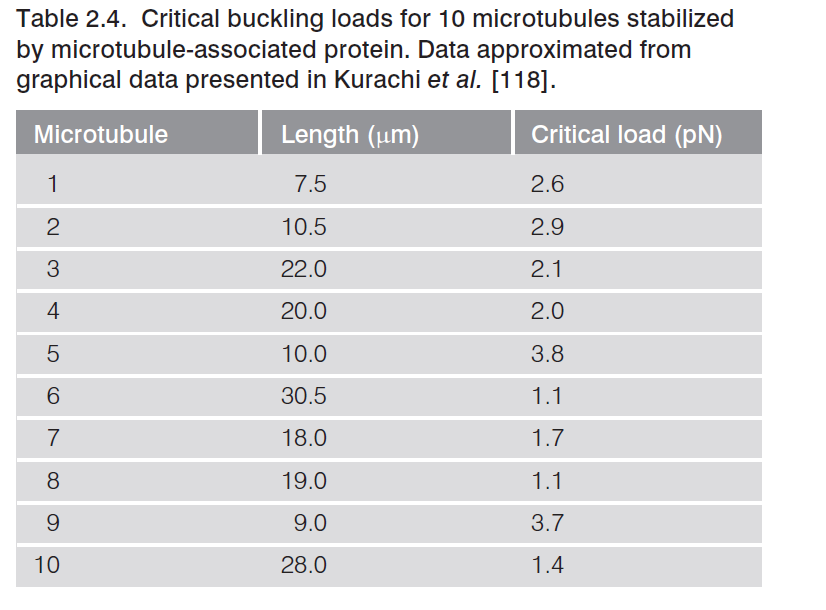 Table 2.4. Critical buckling loads for 10 microtubules stabilized
by microtubule-associated protein. Data approximated from
graphical data presented in Kurachi et al. [118].
Microtubule Length (μm) Critical load (pN)
1 7.5 2.6
2 10.5 2.9
3 22.0 2.1
4 20.0 2.0
5 10.0 3.8
6 30.5 1.1
7 18.0 1.7
8 19.0 1.1
9 9.0 3.7
10 28.0 1.4